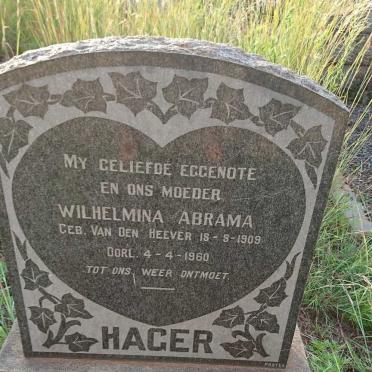 MY GELIEFDE EGGENOTE
EN ONS MOEDER
WILHELMINA ABRAMA
GEB. VAN DEN HEEVER 18-8-1909
OORL. 4-4-1960
TOT ONS WEER ONTMOET.
HAGER